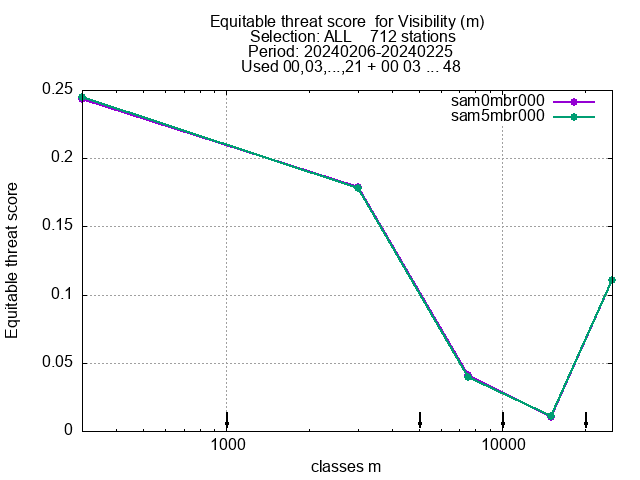 Equitable threat score  for Visibility (m)
Selection: ALL    712 stations
Period: 20240206-20240225
Used 00,03,...,21 + 00 03 ... 48
sam0mbr000
sam5mbr000
Equitable threat score
0.25
0.2
0.15
0.1
0.05
0
1000
10000
classes m